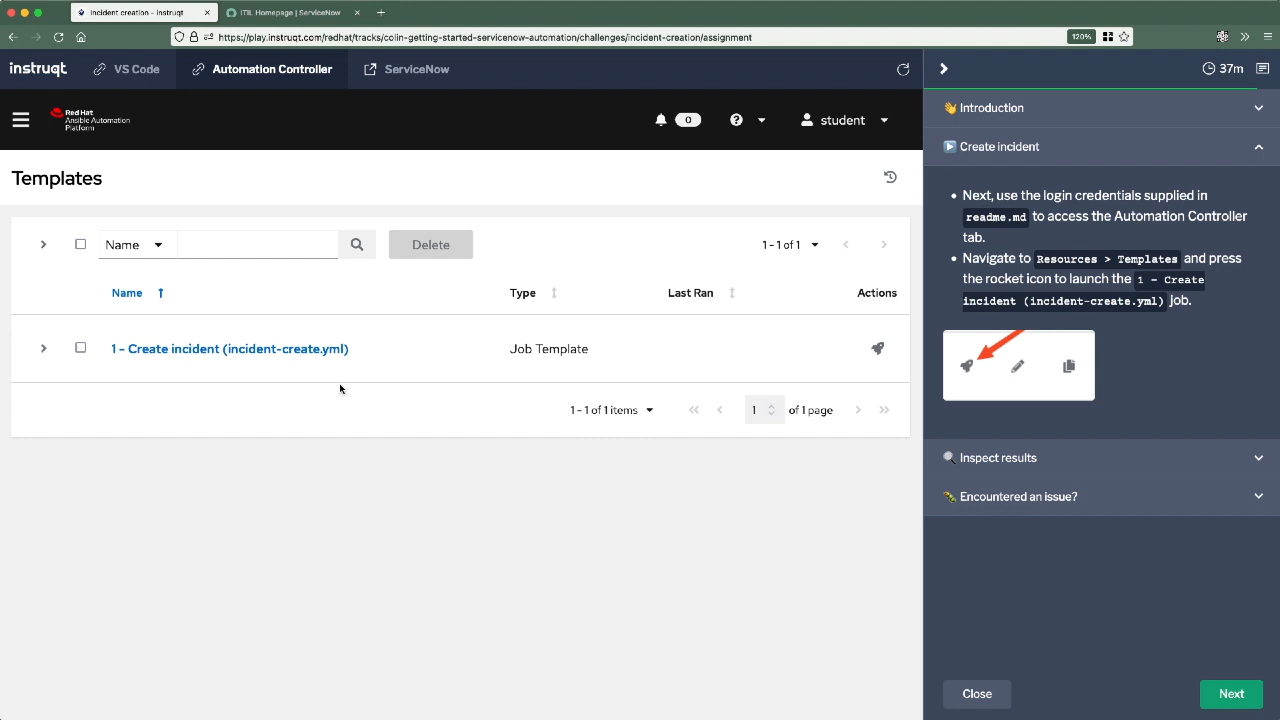 Incident creation - Instruqt
ITIL Homepage | ServiceNow
https://play.instruqt.com/redhat/tracks/colin-getting-started-servicenow-automation/challenges/incident-creation/assignment
120%
instruqt
VS Code
Automation Controller
ServiceNow
37m
Red Hat
Ansible Automation
Platform
0
student
Templates
Name
Delete
1 - 1 of 1
Name
Type
Last Ran
Actions
1 - Create incident (incident-create.yml)
Job Template
1 - 1 of 1 items
1
of 1 page
Introduction
Create incident
Next, use the login credentials supplied in
readme.md to access the Automation Controller
tab.
Navigate to Resources > Templates and press
the rocket icon to launch the 1 - Create
incident (incident-create.yml) job.
Inspect results
Encountered an issue?
Close
Next